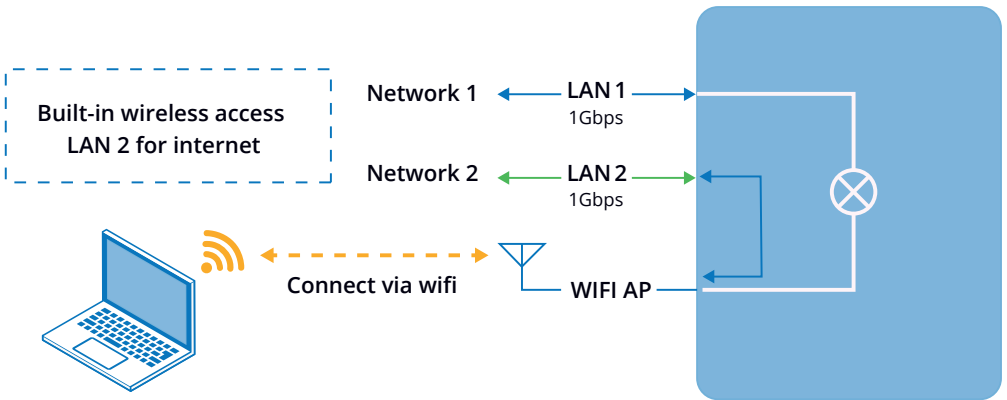 Built-in wireless access
LAN 2 for internet
Network 1
LAN 1
1Gbps
Network 2
LAN 2
1Gbps
Connect via wifi
WIFI AP